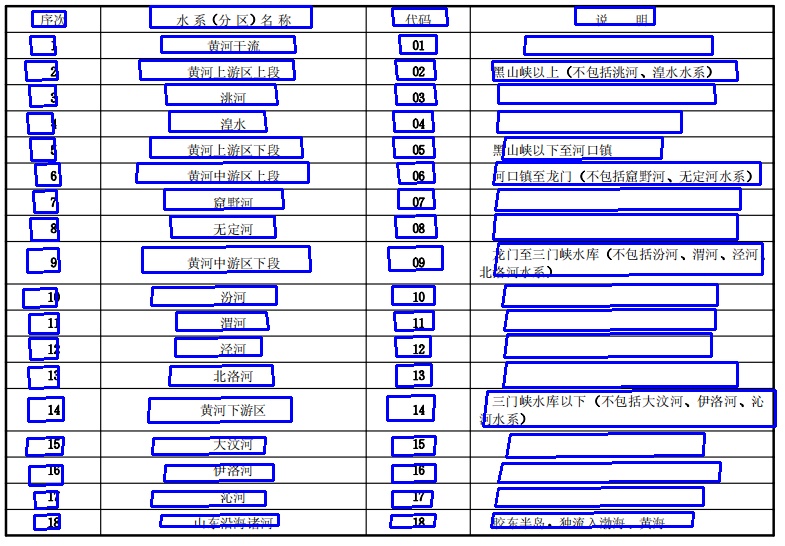 序次 水系(分区)名称 代码 说 明
1 黄河干流 01
2 黄河上游区上段 02 黑山峡以上(不包括洮河、湟水水系)
3 洮河 03
4 湟水 04
5 黄河上游区下段 05 黑山峡以下至河口镇
6 黄河中游区上段 06 河口镇至龙门(不包括窟野河、无定河水系)
7 窟野河 07
8 无定河 08
9 黄河中游区下段 09 龙门至三门峡水库(不包括汾河、渭河、泾河、
北洛河水系)
10 汾河 10
11 渭河 11
12 泾河 12
13 北洛河 13
14 黄河下游区 14 三门峡水库以下(不包括大汶河、伊洛河、沁
河水系)
15 大汶河 15
16 伊洛河 16
17 沁河 17
18 山东沿海诸河 18 胶东半岛,独流入渤海、黄海